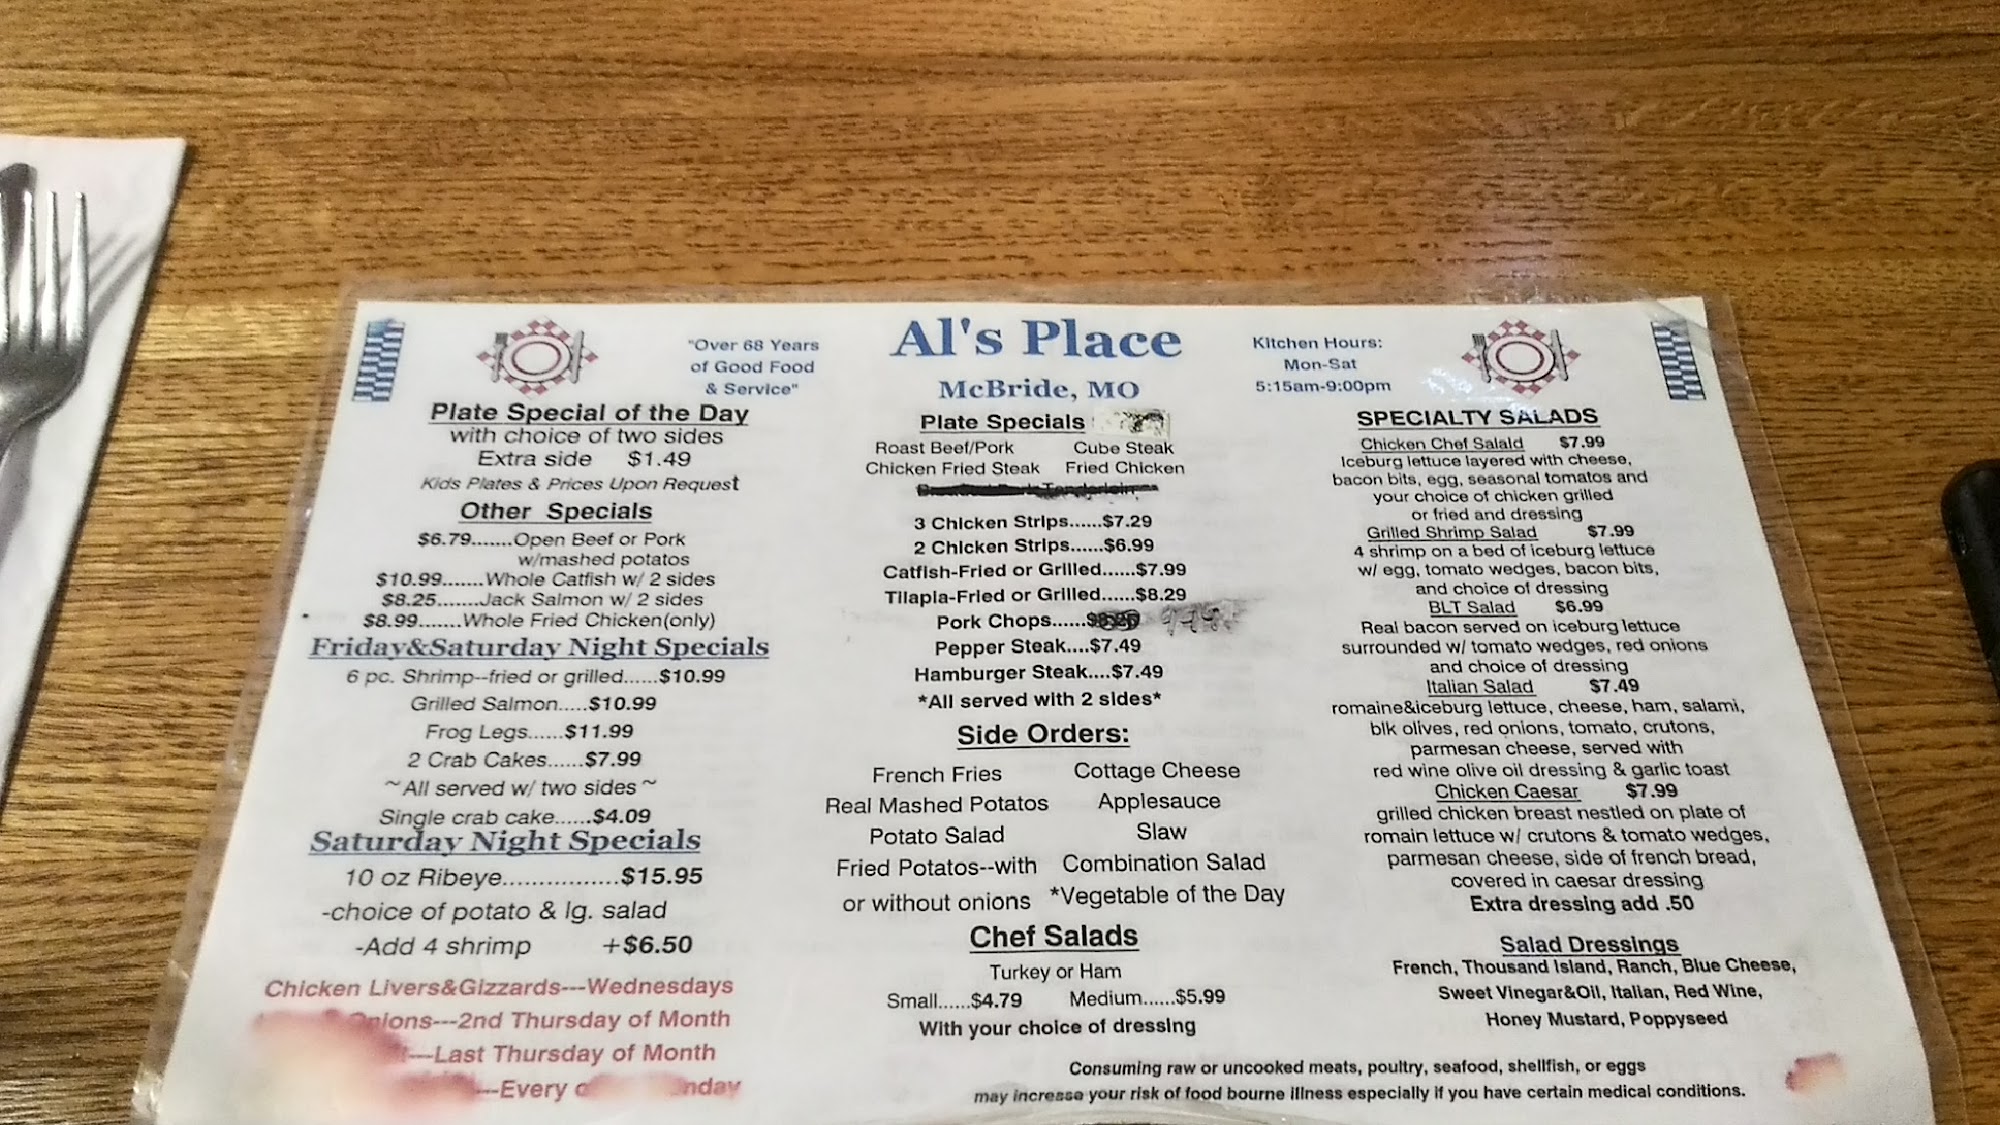 "Over 68 Years
of Good Food
& Service"
Al's Place
McBride, MO
Kitchen Hours:
Mon-Sat
5:15am-9:00pm
Plate Special of the Day
with choice of two sides
Extra side $1.49
Kids Plates & Prices Upon Request
Other Specials
$6.79.......Open Beef or Pork
w/mashed potatos
$10.99.......Whole Catfish w/ 2 sides
$8.25.......Jack Salmon w/ 2 sides
$8.99.......Whole Fried Chicken(only)
Friday&Saturday Night Specials
6 pc. Shrimp--fried or grilled......$10.99
Grilled Salmon.....$10.99
Frog Legs......$11.99
2 Crab Cakes......$7.99
~All served w/ two sides~
Single crab cake......$4.09
Saturday Night Specials
10 oz Ribeye.................$15.95
-choice of potato & lg. salad
-Add 4 shrimp +$6.50
Chicken Livers&Gizzards---Wednesdays
Onions---2nd Thursday of Month
---Last Thursday of Month
---Every
Plate Specials
Roast Beef/Pork Cube Steak
Chicken Fried Steak Fried Chicken
3 Chicken Strips......$7.29
2 Chicken Strips......$6.99
Catfish-Fried or Grilled......$7.99
Tilapia-Fried or Grilled......$8.29
Pork Chops......
Pepper Steak....$7.49
Hamburger Steak....$7.49
*All served with 2 sides*
Side Orders:
French Fries Cottage Cheese
Real Mashed Potatos Applesauce
Potato Salad Slaw
Fried Potatos--with Combination Salad
or without onions *Vegetable of the Day
Chef Salads
Turkey or Ham
Small......$4.79 Medium......$5.99
With your choice of dressing
SPECIALTY SALADS
Chicken Chef Salald $7.99
Iceburg lettuce layered with cheese,
bacon bits, egg, seasonal tomatos and
your choice of chicken grilled
or fried and dressing
Grilled Shrimp Salad $7.99
4 shrimp on a bed of iceburg lettuce
w/ egg, tomato wedges, bacon bits,
and choice of dressing
BLT Salad $6.99
Real bacon served on iceburg lettuce
surrounded w/ tomato wedges, red onions
and choice of dressing
Italian Salad $7.49
romaine&iceburg lettuce, cheese, ham, salami,
blk olives, red onions, tomato, crutons,
parmesan cheese, served with
red wine olive oil dressing & garlic toast
Chicken Caesar $7.99
grilled chicken breast nestled on plate of
romain lettuce w/ crutons & tomato wedges,
parmesan cheese, side of french bread,
covered in caesar dressing
Extra dressing add .50
Salad Dressings
French, Thousand Island, Ranch, Blue Cheese,
Sweet Vinegar&Oil, Italian, Red Wine,
Honey Mustard, Poppyseed
Consuming raw or uncooked meats, poultry, seafood, shellfish, or eggs
may increase your risk of food bourne illness especially if you have certain medical conditions.